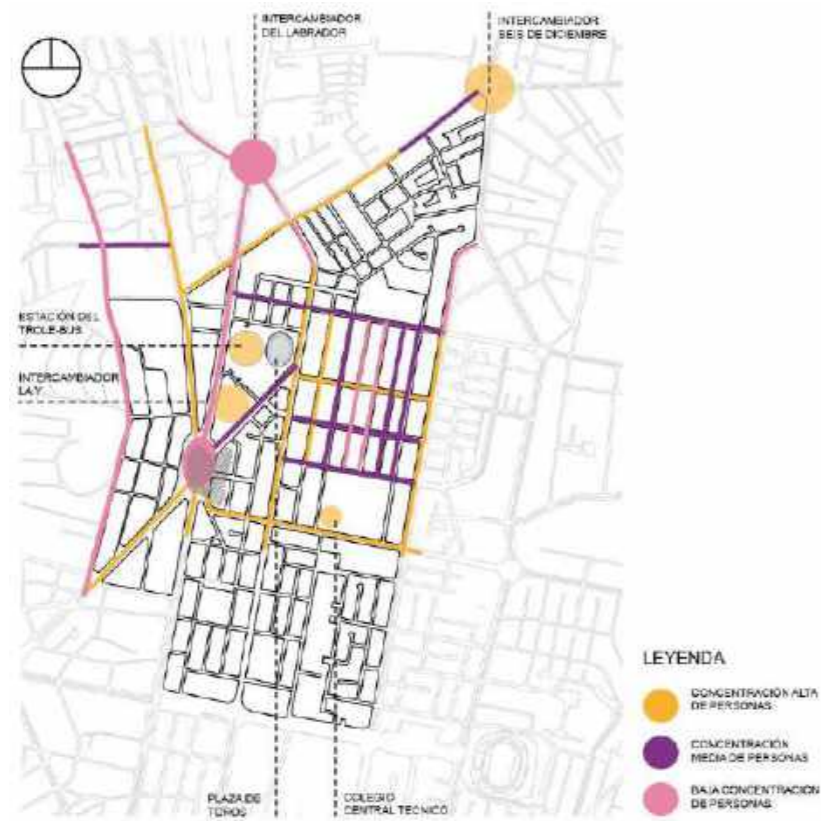 INTERCAMBIADOR
DEL LABRADOR
INTERCAMBIADOR
SEIS DE DICIEMBRE
ESTACIÓN DEL
TROLE-BUS
INTERCAMBIADOR
LA Y
PLAZA DE
TOROS
COLEGIO
CENTRAL TECNICO
LEYENDA
CONCENTRACIÓN ALTA
DE PERSONAS
CONCENTRACIÓN
MEDIA DE PERSONAS
BAJA CONCENTRACIÓN
DE PERSONAS